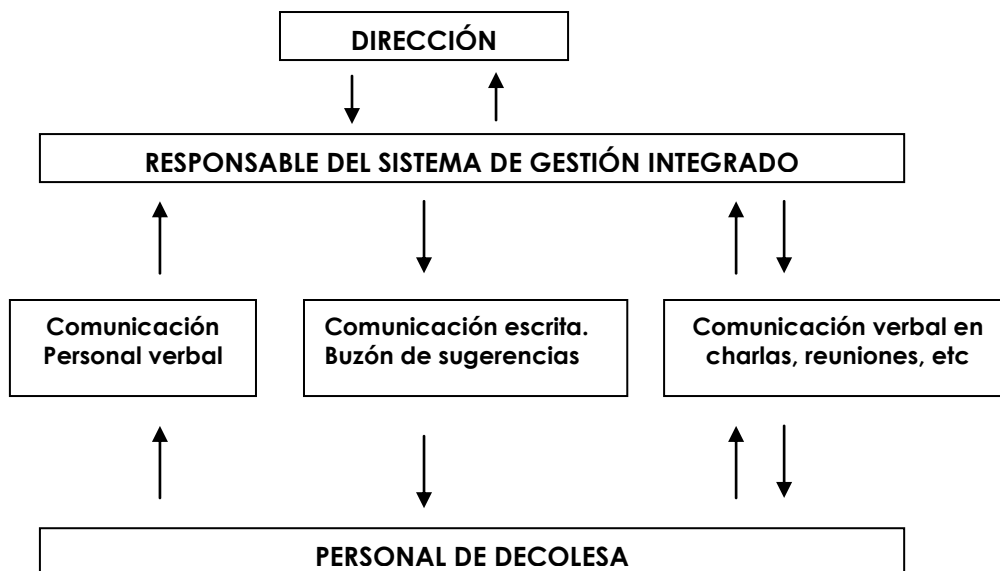 DIRECCIÓN
RESPONSABLE DEL SISTEMA DE GESTIÓN INTEGRADO
Comunicación
Personal verbal
Comunicación escrita.
Buzón de sugerencias
Comunicación verbal en
charlas, reuniones, etc
PERSONAL DE DECOLESA